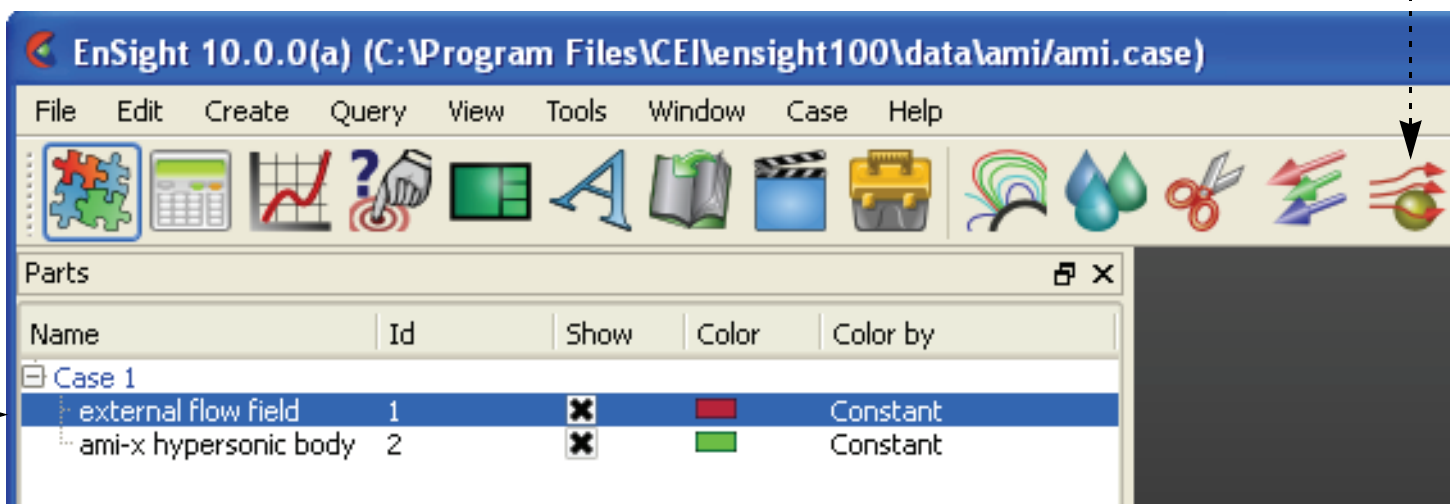 EnSight 10.0.0(a) (C:\Program Files\CEI\ensight100\data\ami/ami.case)
File Edit Create Query View Tools Window Case Help
Parts
Name Id Show Color Color by
Case 1
external flow field 1 Constant
ami-x hypersonic body 2 Constant